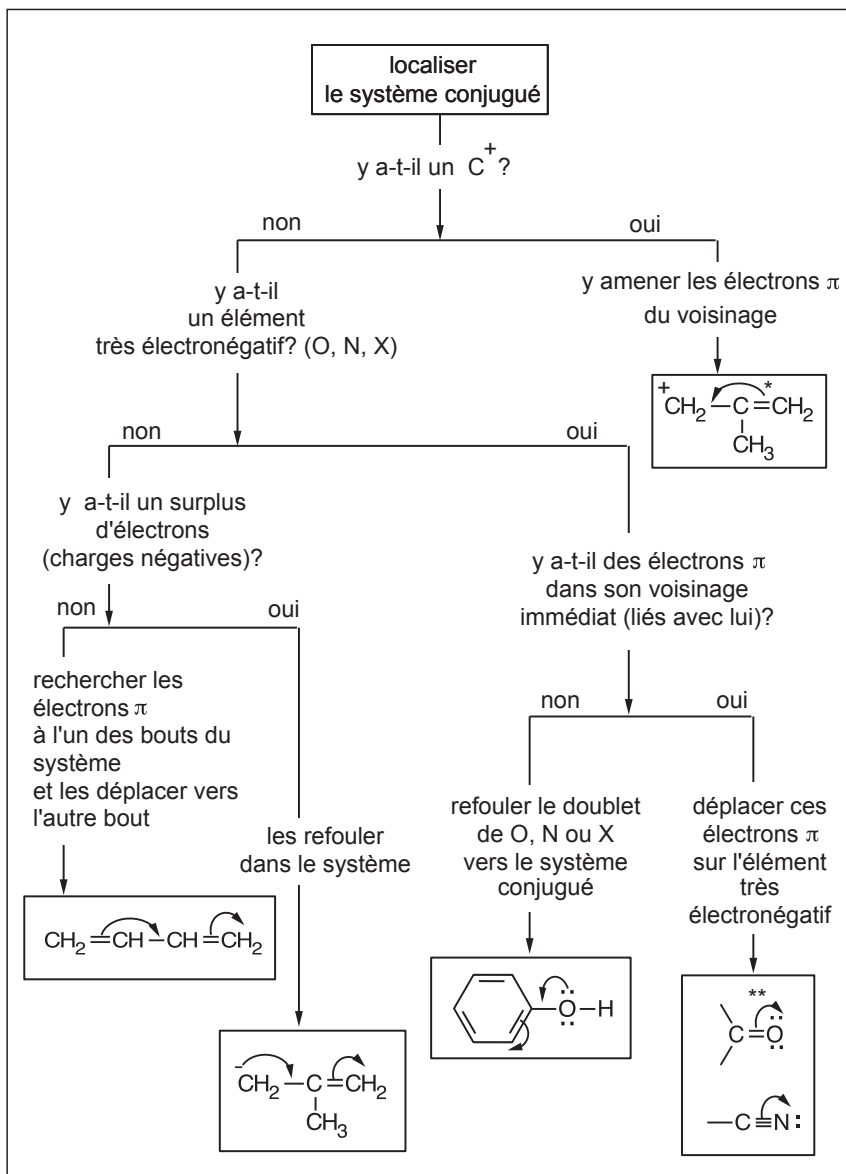 localiser
le système conjugué
y a-t-il un C+ ?
non
oui
y a-t-il
un élément
très électronégatif? (O, N, X)
y amener les électrons π
du voisinage
+
CH2 – C = CH2
*
CH3
non
oui
y a-t-il un surplus
d'électrons
(charges négatives)?
y a-t-il des électrons π
dans son voisinage
immédiat (liés avec lui)?
non
oui
non
oui
rechercher les
électrons π
à l'un des bouts du
système
et les déplacer vers
l'autre bout
les refouler
dans le système
refouler le doublet
de O, N ou X
vers le système
conjugué
déplacer ces
électrons π
sur l'élément
très
électronégatif
CH2=CH–CH=CH2
-
CH2 – C = CH2
CH3
O – H
**
C=O
–C≡N: